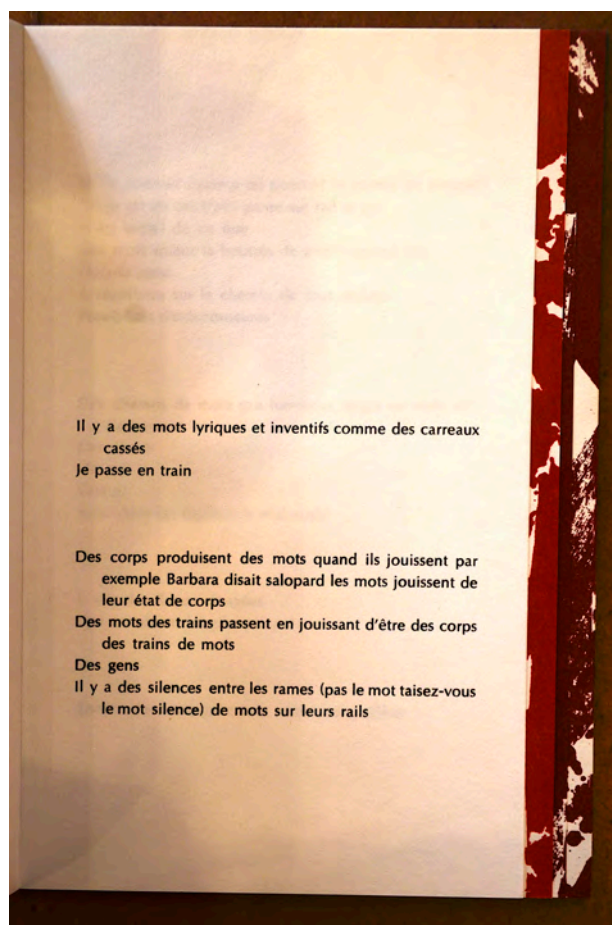 Il y a des mots lyriques et inventifs comme des carreaux
cassés
Je passe en train
Des corps produisent des mots quand ils jouissent par
exemple Barbara disait salopard les mots jouissent de
leur état de corps
Des mots des trains passent en jouissant d'être des corps
des trains de mots
Des gens
Il y a des silences entre les rames (pas le mot taisez-vous
le mot silence) de mots sur leurs rails